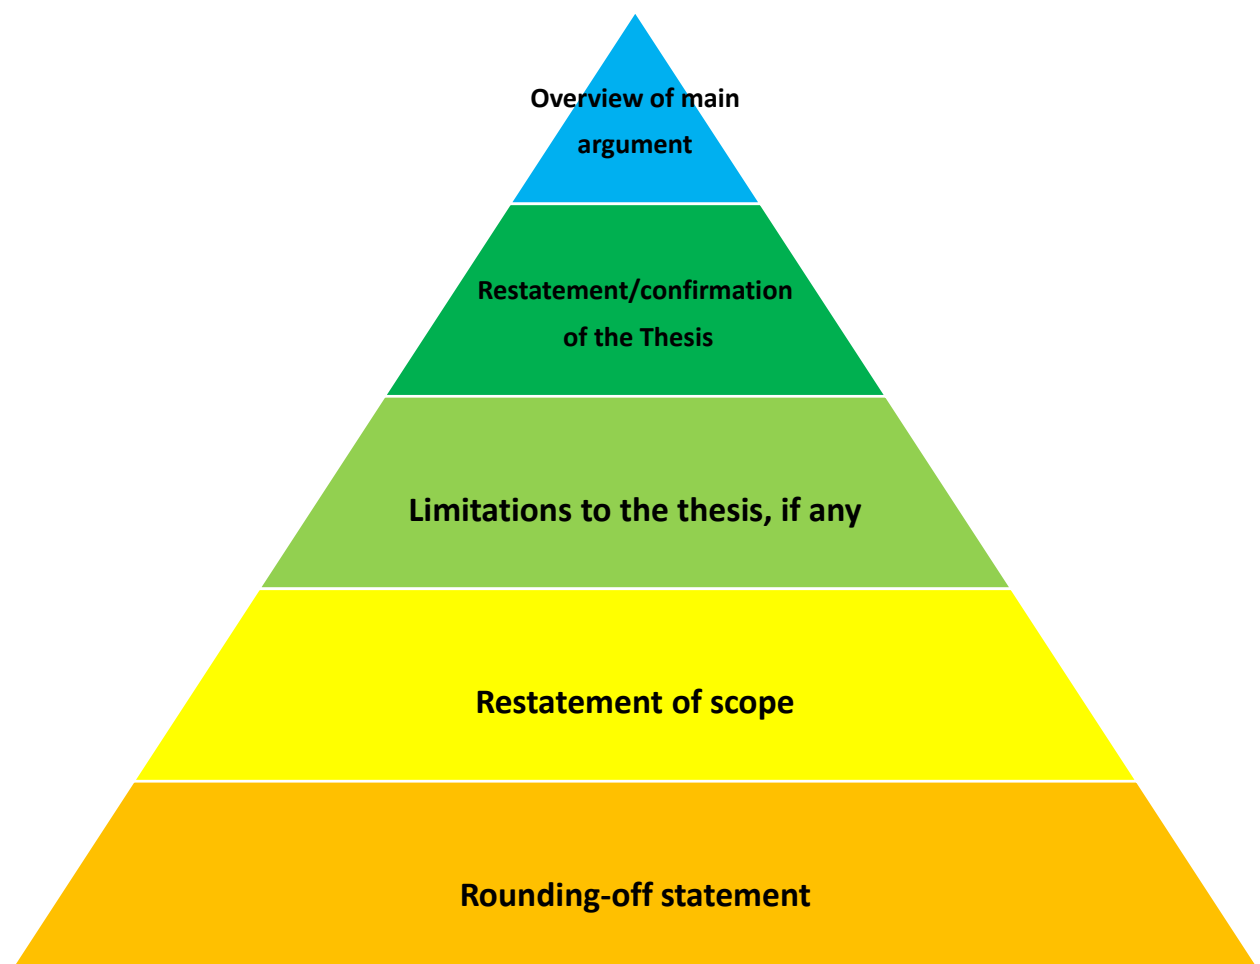 Overview of main
argument
Restatement/confirmation
of the Thesis
Limitations to the thesis, if any
Restatement of scope
Rounding-off statement